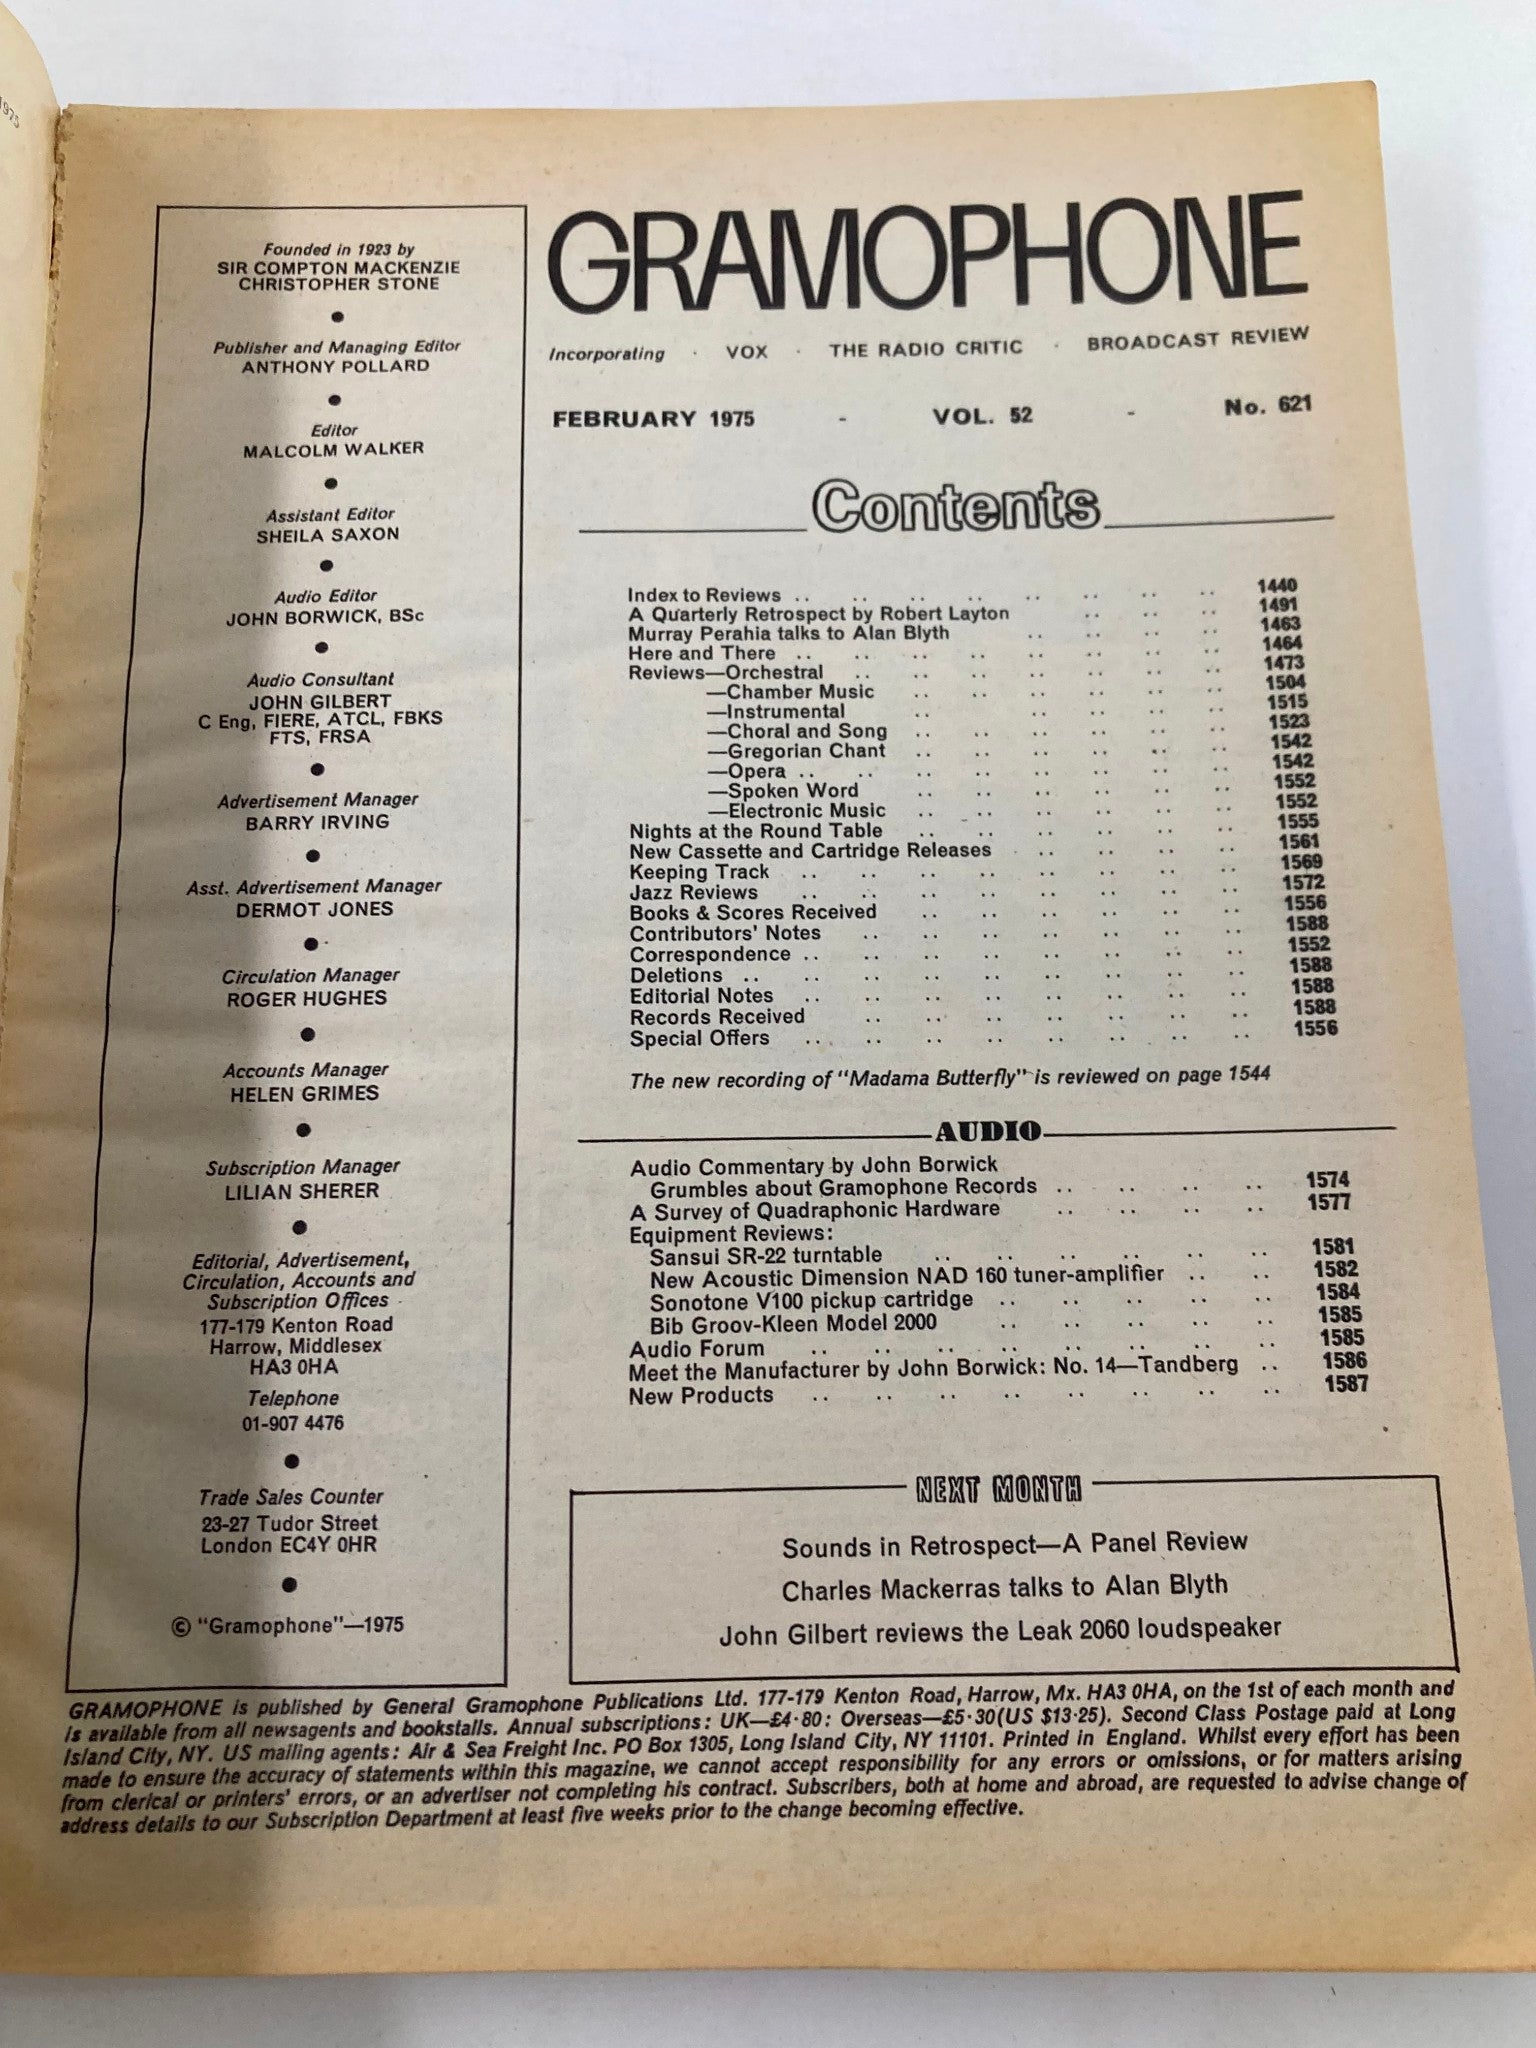 1975
Founded in 1923 by
SIR COMPTON MACKENZIE
CHRISTOPHER STONE
•
Publisher and Managing Editor
ANTHONY POLLARD
•
Editor
MALCOLM WALKER
•
Assistant Editor
SHEILA SAXON
•
Audio Editor
JOHN BORWICK, BSc
•
Audio Consultant
JOHN GILBERT
C Eng, FIERE, ATCL, FBKS
FTS, FRSA
•
Advertisement Manager
BARRY IRVING
•
Asst. Advertisement Manager
DERMOT JONES
•
Circulation Manager
ROGER HUGHES
•
Accounts Manager
HELEN GRIMES
•
Subscription Manager
LILIAN SHERER
•
Editorial, Advertisement,
Circulation, Accounts and
Subscription Offices
177-179 Kenton Road
Harrow, Middlesex
HA3 0HA
Telephone
01-907 4476
•
Trade Sales Counter
23-27 Tudor Street
London EC4Y 0HR
•
© "Gramophone"—1975
GRAMOPHONE
Incorporating · VOX · THE RADIO CRITIC · BROADCAST REVIEW
FEBRUARY 1975 - VOL. 52 - No. 621
Contents
Index to Reviews .. .. .. .. .. .. .. .. 1440
A Quarterly Retrospect by Robert Layton .. .. .. 1491
Murray Perahia talks to Alan Blyth .. .. .. .. 1463
Here and There .. .. .. .. .. .. .. .. 1464
Reviews—Orchestral .. .. .. .. .. .. .. 1473
—Chamber Music .. .. .. .. .. .. 1504
—Instrumental .. .. .. .. .. 1515
—Choral and Song .. .. .. .. .. .. 1523
—Gregorian Chant .. .. .. .. .. .. 1542
—Opera .. .. .. .. .. .. .. .. 1542
—Spoken Word .. .. .. .. .. .. 1552
—Electronic Music .. .. .. .. .. .. 1552
Nights at the Round Table .. .. .. .. .. .. 1555
New Cassette and Cartridge Releases .. .. .. .. 1561
Keeping Track .. .. .. .. .. .. .. .. 1569
Jazz Reviews .. .. .. .. .. .. .. .. 1572
Books & Scores Received .. .. .. .. .. .. 1556
Contributors' Notes .. .. .. .. .. .. .. 1588
Correspondence .. .. .. .. .. .. .. .. 1552
Deletions .. .. .. .. .. .. .. .. .. 1588
Editorial Notes .. .. .. .. .. .. .. .. 1588
Records Received .. .. .. .. .. .. .. 1588
Special Offers .. .. .. .. .. .. .. .. 1556
The new recording of "Madama Butterfly" is reviewed on page 1544
AUDIO
Audio Commentary by John Borwick
Grumbles about Gramophone Records .. .. .. .. 1574
A Survey of Quadraphonic Hardware .. .. .. .. 1577
Equipment Reviews:
Sansui SR-22 turntable .. .. .. .. .. .. 1581
New Acoustic Dimension NAD 160 tuner-amplifier .. .. 1582
Sonotone V100 pickup cartridge .. .. .. .. .. 1584
Bib Groov-Kleen Model 2000 .. .. .. .. .. 1585
Audio Forum .. .. .. .. .. .. .. .. 1585
Meet the Manufacturer by John Borwick: No. 14—Tandberg .. 1586
New Products .. .. .. .. .. .. .. .. 1587
NEXT MONTH
Sounds in Retrospect—A Panel Review
Charles Mackerras talks to Alan Blyth
John Gilbert reviews the Leak 2060 loudspeaker
GRAMOPHONE is published by General Gramophone Publications Ltd. 177-179 Kenton Road, Harrow, Mx. HA3 0HA, on the 1st of each month and
is available from all newsagents and bookstalls. Annual subscriptions: UK—£4·80: Overseas—£5·30(US $13·25). Second Class Postage paid at Long
Island City, NY. US mailing agents: Air & Sea Freight Inc. PO Box 1305, Long Island City, NY 11101. Printed in England. Whilst every effort has been
made to ensure the accuracy of statements within this magazine, we cannot accept responsibility for any errors or omissions, or for matters arising
from clerical or printers' errors, or an advertiser not completing his contract. Subscribers, both at home and abroad, are requested to advise change of
address details to our Subscription Department at least five weeks prior to the change becoming effective.